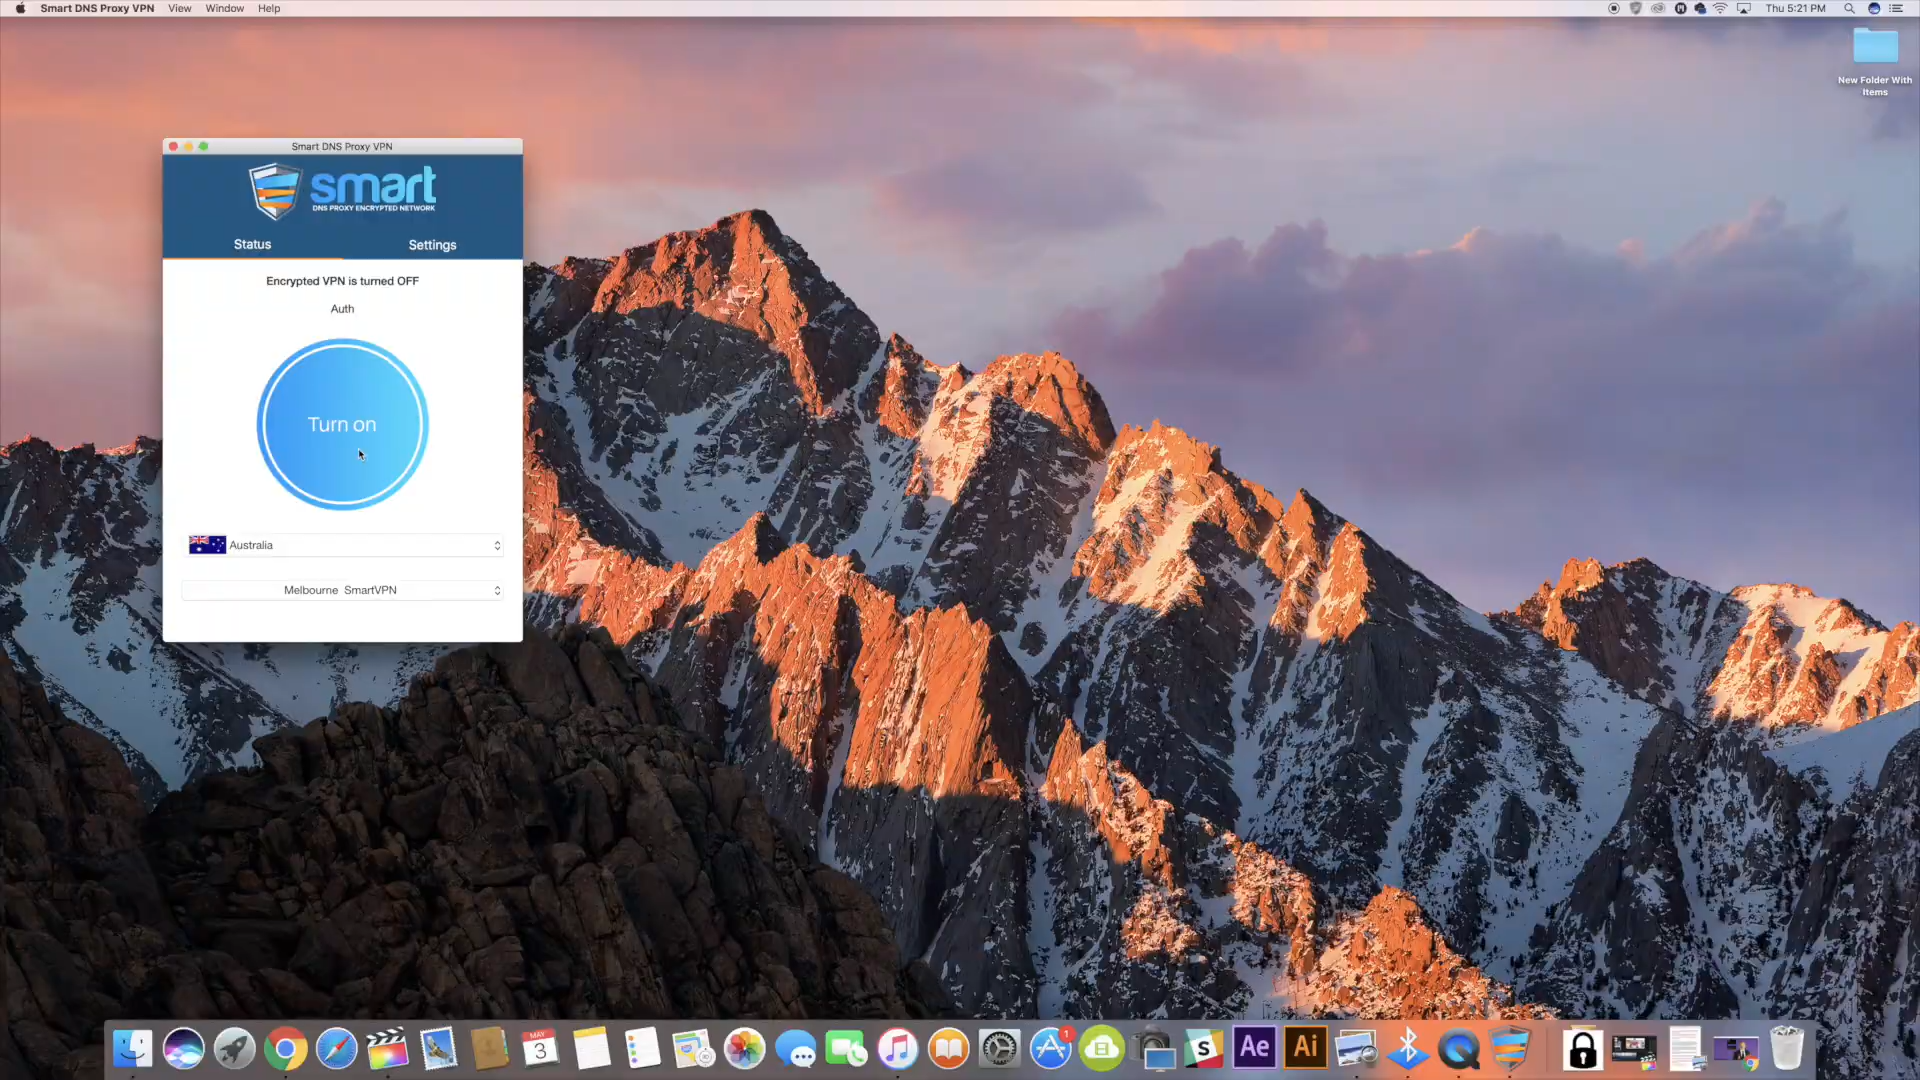 Smart DNS Proxy VPN View Window Help
Thu 5:21 PM
New Folder With
Items
Smart DNS Proxy VPN
smart
DNS PROXY ENCRYPTED NETWORK
Status Settings
Encrypted VPN is turned OFF
Auth
Turn on
Australia
Melbourne SmartVPN
MAY
3
1
S
Ae
Ai